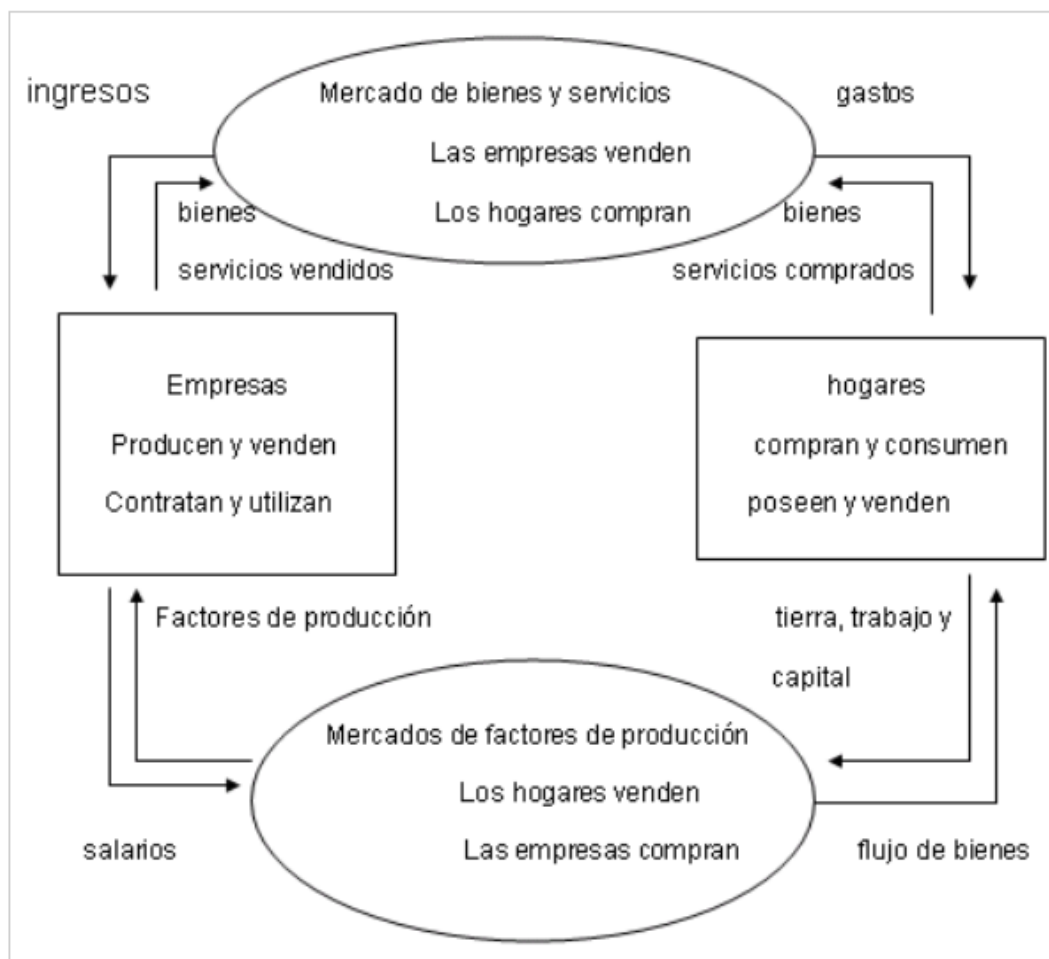 ingresos
Mercado de bienes y servicios
gastos
Las empresas venden
bienes
Los hogares compran
bienes
servicios vendidos
servicios comprados
Empresas
Producen y venden
Contratan y utilizan
hogares
compran y consumen
poseen y venden
Factores de producción
tierra, trabajo y
capital
Mercados de factores de producción
Los hogares venden
Las empresas compran
salarios
flujo de bienes